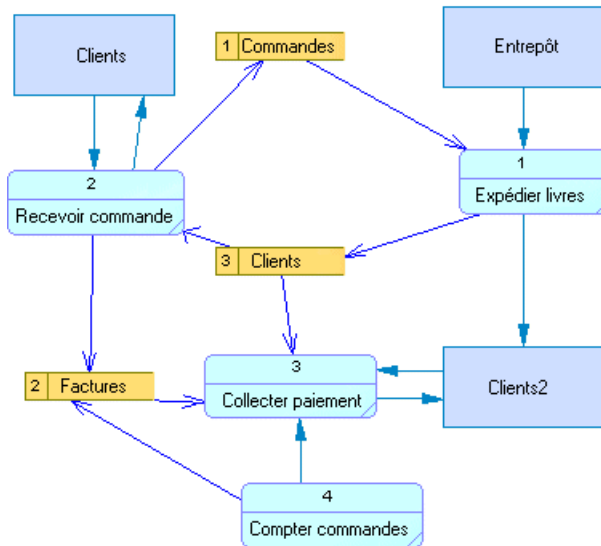 Clients
1 Commandes
Entrepôt
2
Recevoir commande
1
Expédier livres
3 Clients
2 Factures
3
Collecter paiement
Clients2
4
Compter commandes